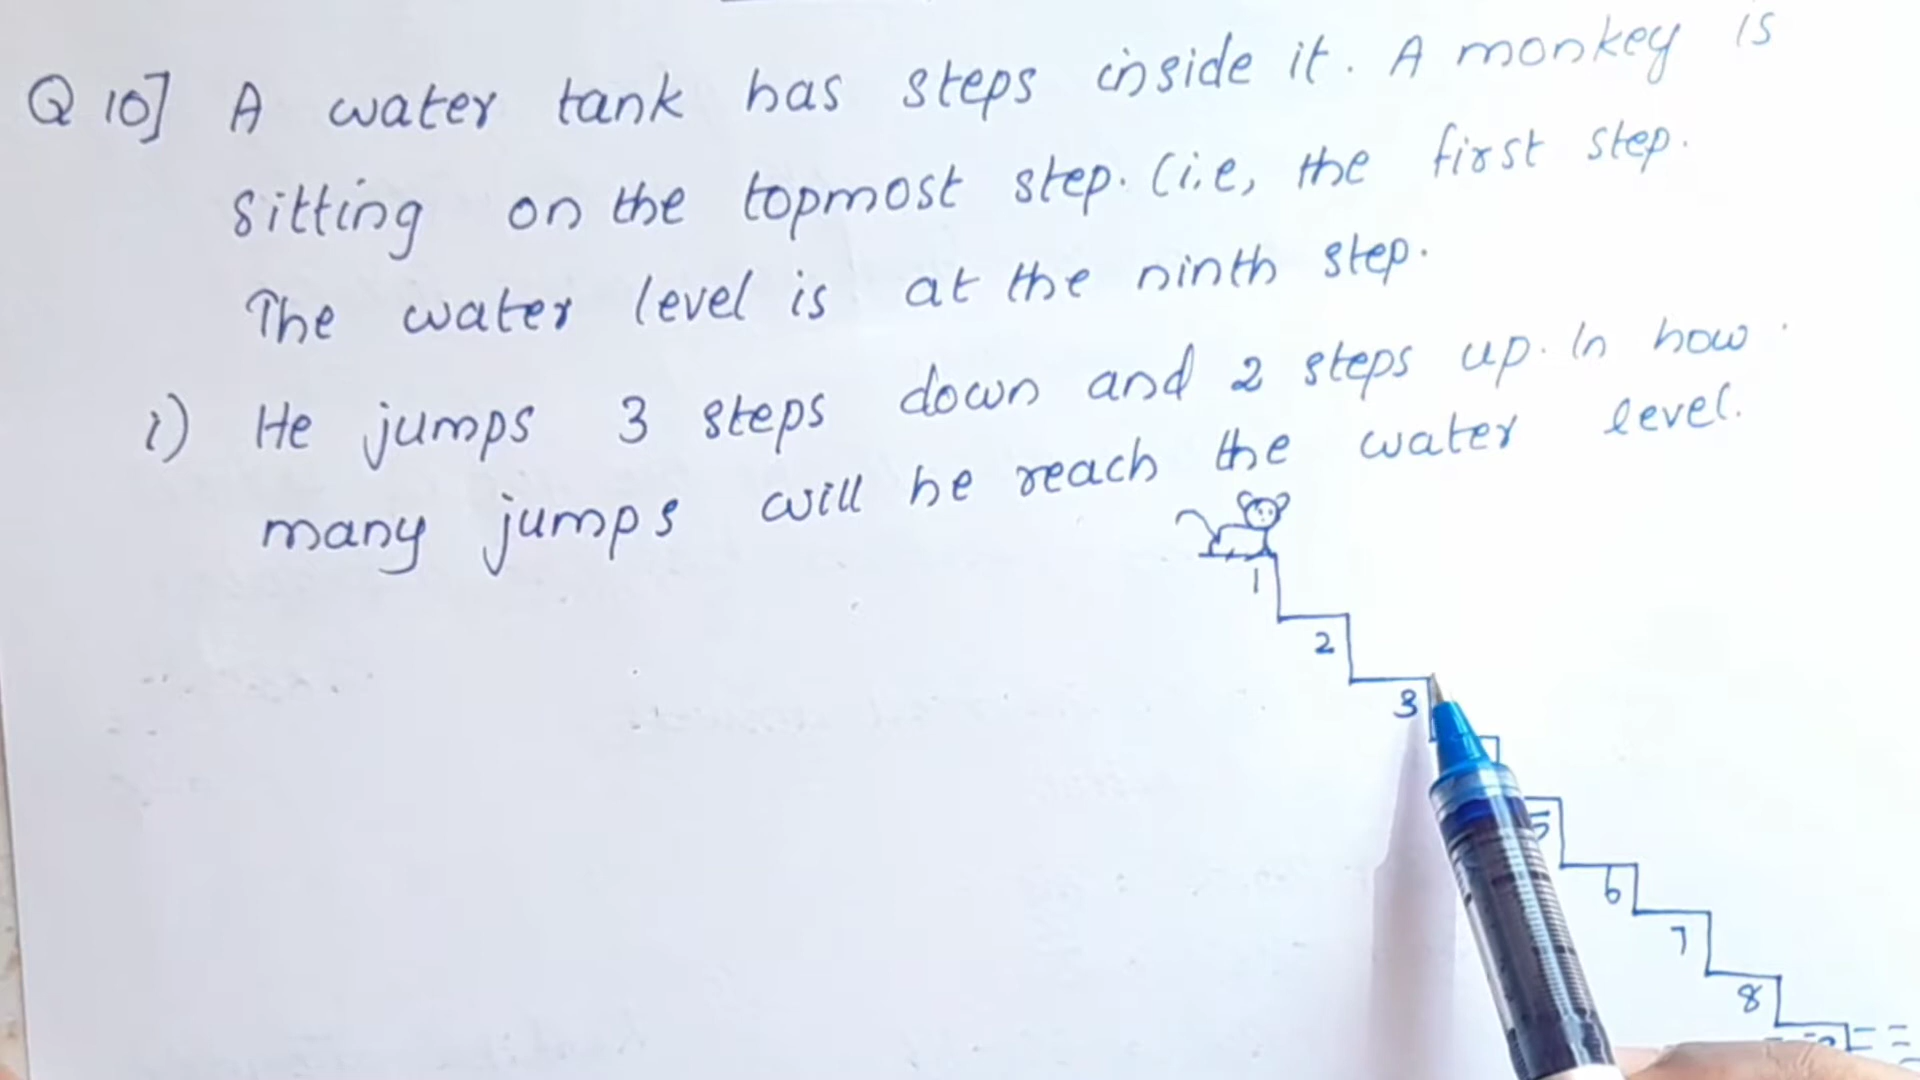 Q 10] A water tank has steps inside it. A monkey is
sitting on the topmost step. (i.e, the first step.
The water level is at the ninth step.
i) He jumps 3 steps down and 2 steps up. In how
many jumps will he reach the water level.
1
2
3
5
6
7
8